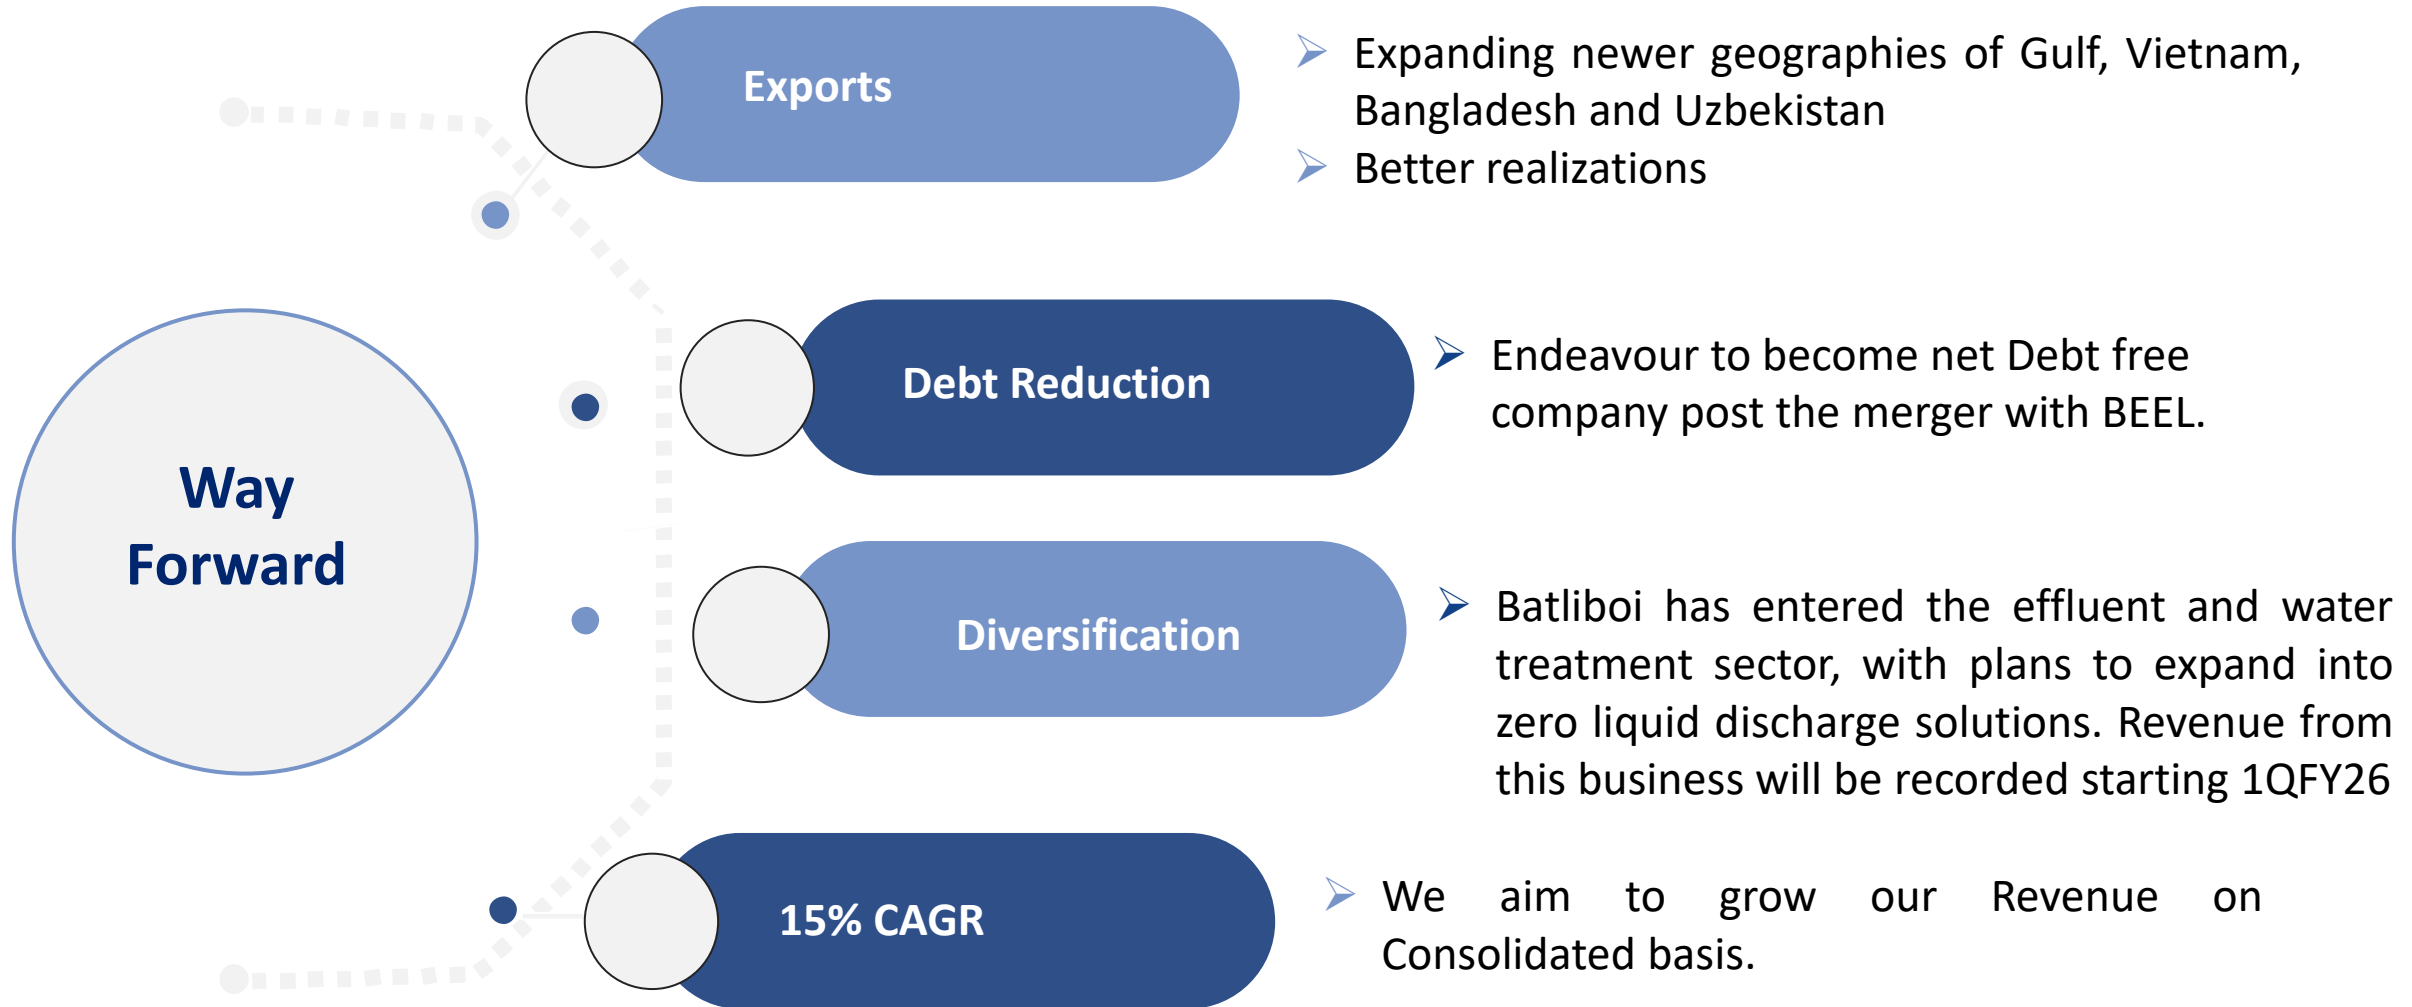 Exports
Expanding newer geographies of Gulf, Vietnam,
Bangladesh and Uzbekistan
Better realizations
Way
Forward
Debt Reduction
Endeavour to become net Debt free
company post the merger with BEEL.
Diversification
Batliboi has entered the effluent and water
treatment sector, with plans to expand into
zero liquid discharge solutions. Revenue from
this business will be recorded starting 1QFY26
15% CAGR
We aim to grow our Revenue on
Consolidated basis.